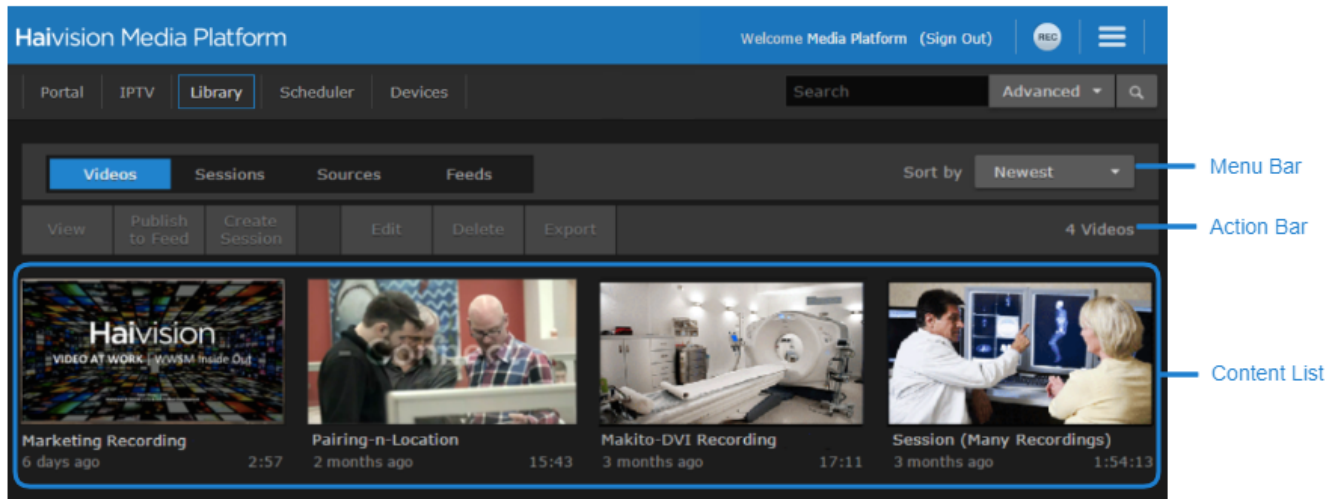 Haivision Media Platform
Welcome Media Platform (Sign Out)
REC
Portal IPTV Library Scheduler Devices
Search Advanced
Videos Sessions Sources Feeds
Sort by Newest
Menu Bar
View Publish to Feed Create Session Edit Delete Export
4 Videos
Action Bar
Haivision
VIDEO AT WORK | WWSM Inside Out
Content List
Marketing Recording
6 days ago 2:57
Pairing-n-Location
2 months ago 15:43
Makito-DVI Recording
3 months ago 17:11
Session (Many Recordings)
3 months ago 1:54:13